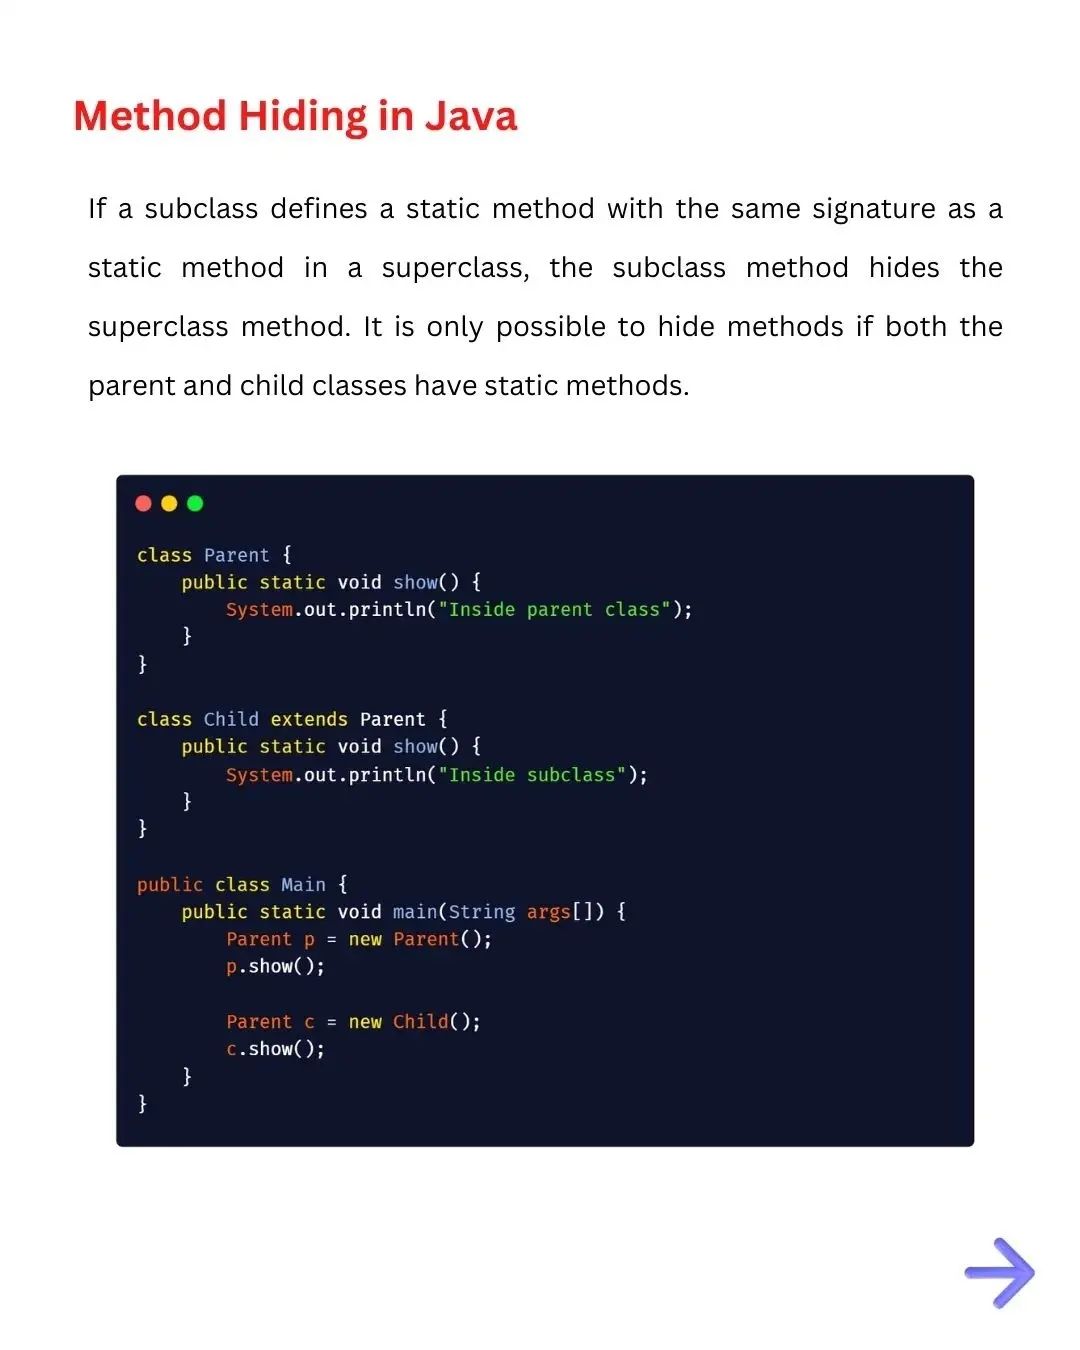 Method Hiding in Java
If a subclass defines a static method with the same signature as a
static method in a superclass, the subclass method hides the
superclass method. It is only possible to hide methods if both the
parent and child classes have static methods.
class Parent {
    public static void show() {
        System.out.println("Inside parent class");
    }
}
class Child extends Parent {
    public static void show() {
        System.out.println("Inside subclass");
    }
}
public class Main {
    public static void main(String args[]) {
        Parent p = new Parent();
        p.show();
        Parent c = new Child();
        c.show();
    }
}